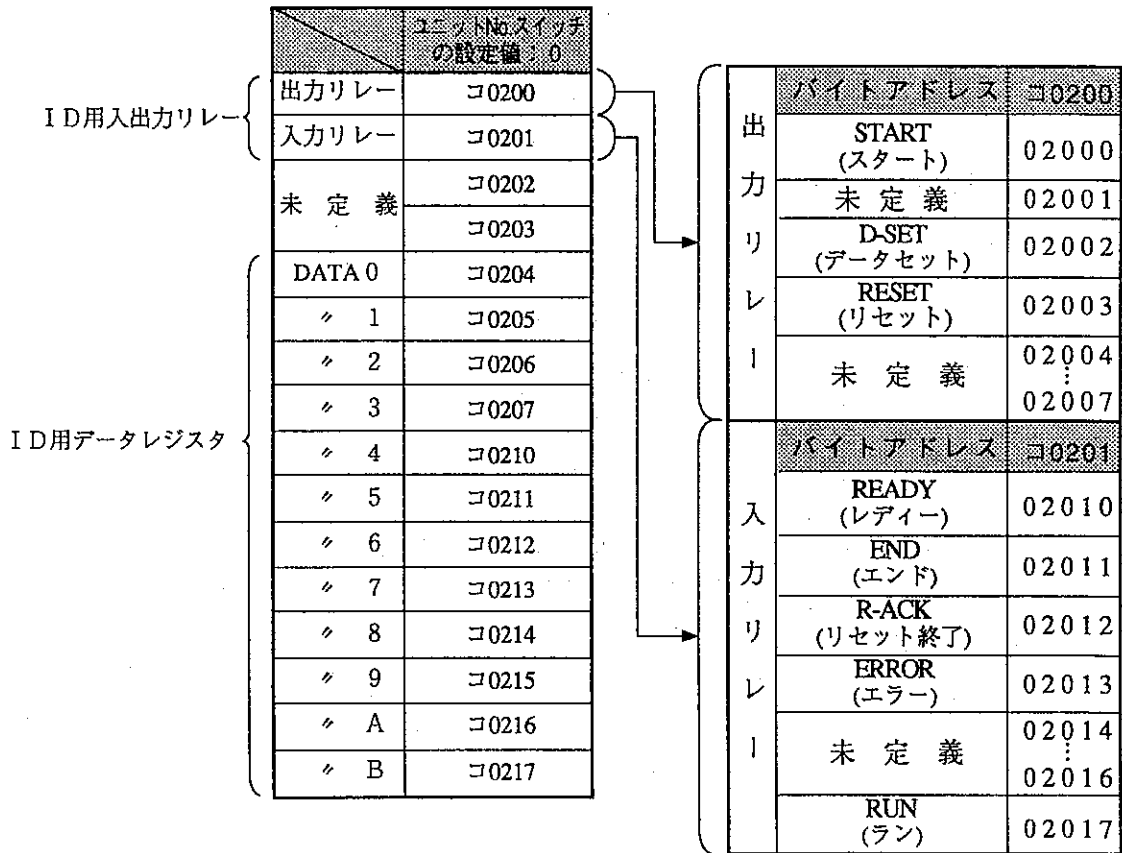 ユニットNo.スイッチ
の設定値：0
ID用入出力リレー
出力リレー コ0200
入力リレー コ0201
未定義 コ0202
コ0203
ID用データレジスタ
DATA 0 コ0204
〃 1 コ0205
〃 2 コ0206
〃 3 コ0207
〃 4 コ0210
〃 5 コ0211
〃 6 コ0212
〃 7 コ0213
〃 8 コ0214
〃 9 コ0215
〃 A コ0216
〃 B コ0217
出力リレー
バイトアドレス コ0200
START
(スタート) 02000
未定義 02001
D-SET
(データセット) 02002
RESET
(リセット) 02003
未定義 02004
⋮
02007
入力リレー
バイトアドレス コ0201
READY
(レディー) 02010
END
(エンド) 02011
R-ACK
(リセット終了) 02012
ERROR
(エラー) 02013
未定義 02014
⋮
02016
RUN
(ラン) 02017